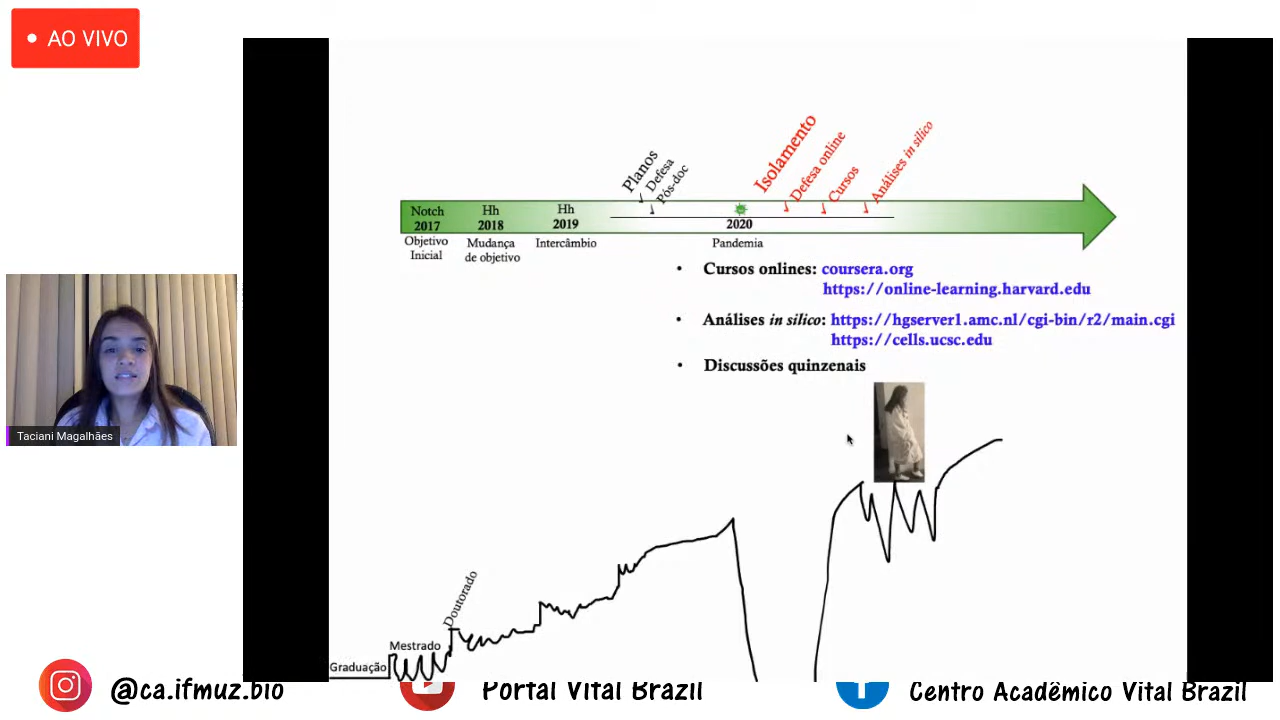 AO VIVO
Planos
✓ Defesa
✓ Pós-doc
Isolamento
✓ Defesa online
✓ Cursos
✓ Análises in silico
Notch
2017
Hh
2018
Hh
2019
2020
Objetivo
Inicial
Mudança
de objetivo
Intercâmbio
Pandemia
• Cursos onlines: coursera.org
https://online-learning.harvard.edu
• Análises in silico: https://hgserver1.amc.nl/cgi-bin/r2/main.cgi
https://cells.ucsc.edu
• Discussões quinzenais
Taciani Magalhães
Doutorado
Mestrado
Graduação
@ca.ifmuz.bio
Portal Vital Brazil
Centro Acadêmico Vital Brazil